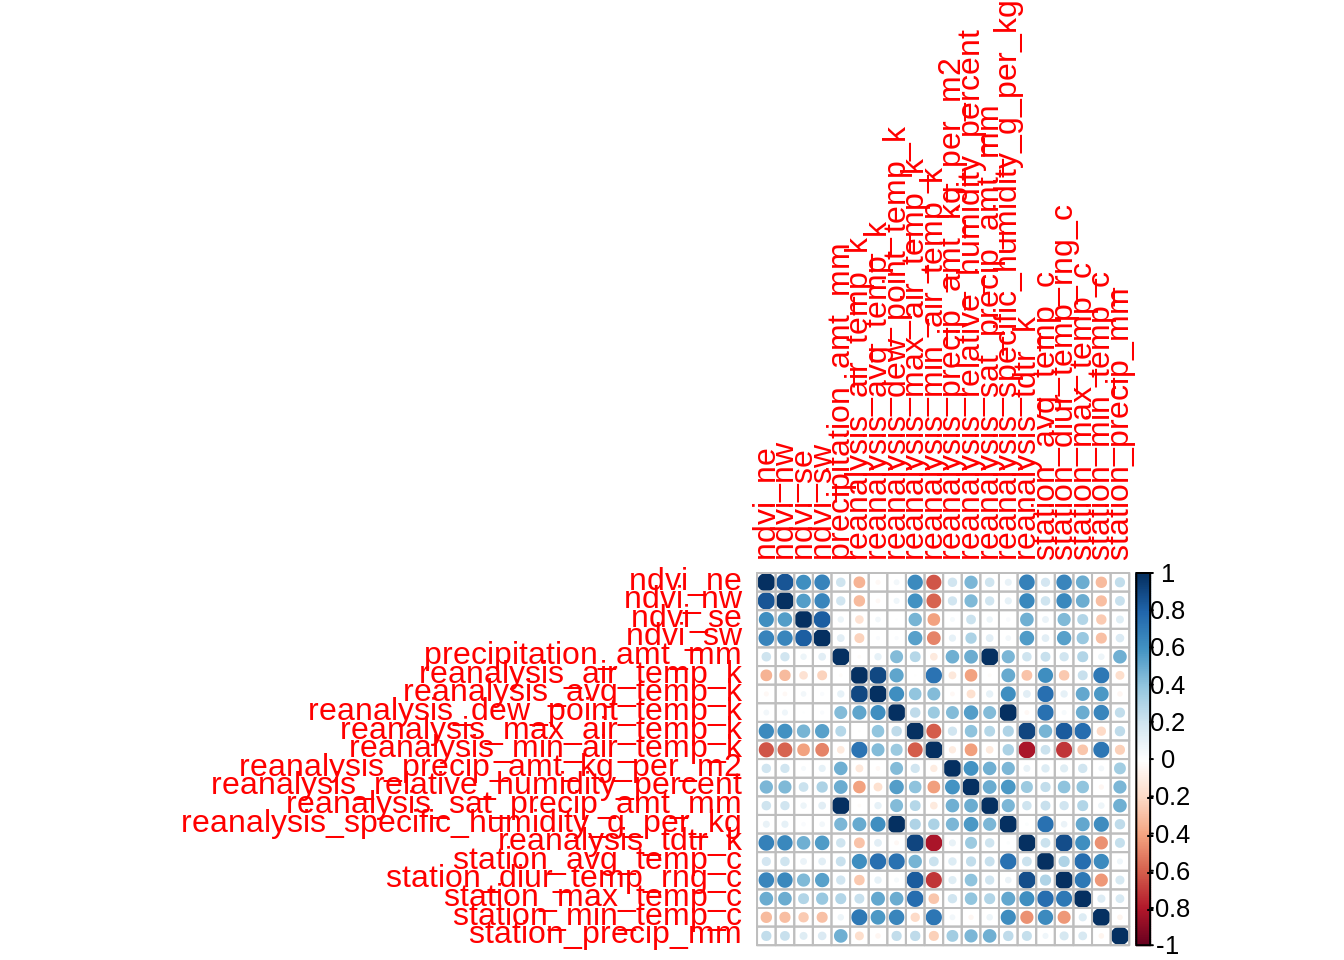 ndvi_ne
ndvi_nw
ndvi_se
ndvi_sw
precipitation_amt_mm
reanalysis_air_temp_k
reanalysis_avg_temp_k
reanalysis_dew_point_temp_k
reanalysis_max_air_temp_k
reanalysis_min_air_temp_k
reanalysis_precip_amt_kg_per_m2
reanalysis_relative_humidity_percent
reanalysis_sat_precip_amt_mm
reanalysis_specific_humidity_g_per_kg
reanalysis_tdtr_k
station_avg_temp_c
station_diur_temp_rng_c
station_max_temp_c
station_min_temp_c
station_precip_mm
ndvi_ne
ndvi_nw
ndvi_se
ndvi_sw
precipitation_amt_mm
reanalysis_air_temp_k
reanalysis_avg_temp_k
reanalysis_dew_point_temp_k
reanalysis_max_air_temp_k
reanalysis_min_air_temp_k
reanalysis_precip_amt_kg_per_m2
reanalysis_relative_humidity_percent
reanalysis_sat_precip_amt_mm
reanalysis_specific_humidity_g_per_kg
reanalysis_tdtr_k
station_avg_temp_c
station_diur_temp_rng_c
station_max_temp_c
station_min_temp_c
station_precip_mm
1
0.8
0.6
0.4
0.2
0
-0.2
-0.4
-0.6
-0.8
-1